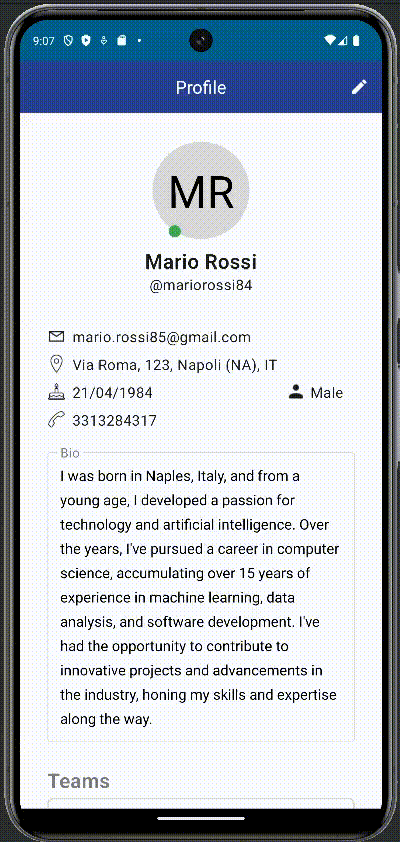 9:07
Profile
MR
Mario Rossi
@mariorossi84
mario.rossi85@gmail.com
Via Roma, 123, Napoli (NA), IT
21/04/1984 Male
3313284317
Bio
I was born in Naples, Italy, and from a
young age, I developed a passion for
technology and artificial intelligence. Over
the years, I've pursued a career in computer
science, accumulating over 15 years of
experience in machine learning, data
analysis, and software development. I've
had the opportunity to contribute to
innovative projects and advancements in
the industry, honing my skills and expertise
along the way.
Teams